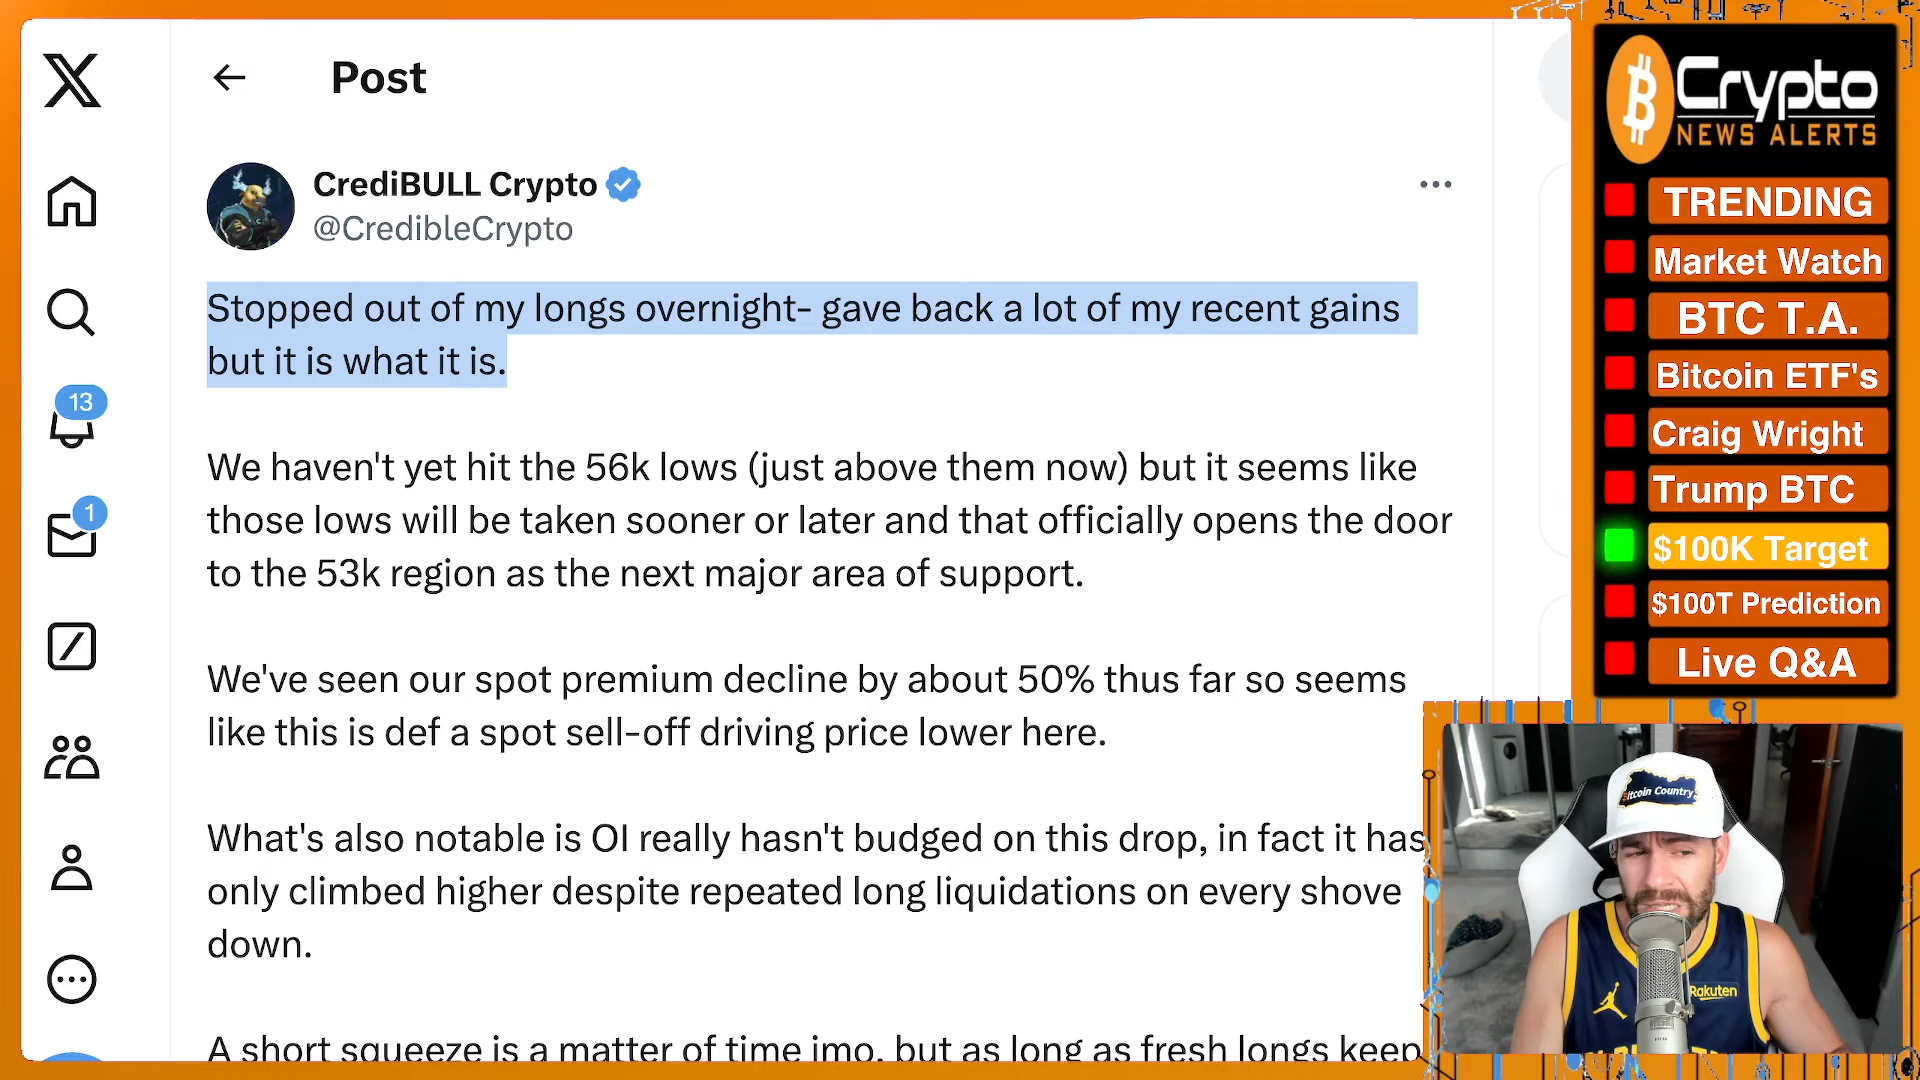 Post
CrediBULL Crypto
@CredibleCrypto
Stopped out of my longs overnight- gave back a lot of my recent gains
but it is what it is.
We haven't yet hit the 56k lows (just above them now) but it seems like
those lows will be taken sooner or later and that officially opens the door
to the 53k region as the next major area of support.
We've seen our spot premium decline by about 50% thus far so seems
like this is def a spot sell-off driving price lower here.
What's also notable is OI really hasn't budged on this drop, in fact it has
only climbed higher despite repeated long liquidations on every shove
down.
A short squeeze is a matter of time imo, but as long as fresh longs keep
13
1
Crypto
NEWS ALERTS
TRENDING
Market Watch
BTC T.A.
Bitcoin ETF's
Craig Wright
Trump BTC
$100K Target
$100T Prediction
Live Q&A
Bitcoin Country
Rakuten